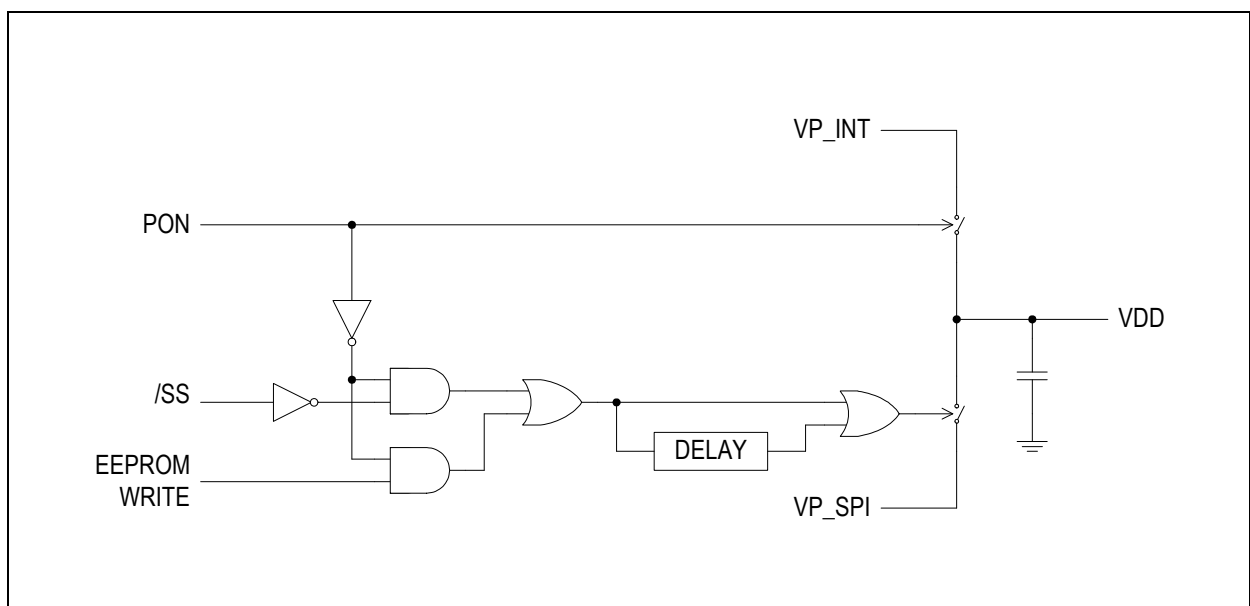 VP_INT
PON
VDD
/SS
DELAY
EEPROM
WRITE
VP_SPI